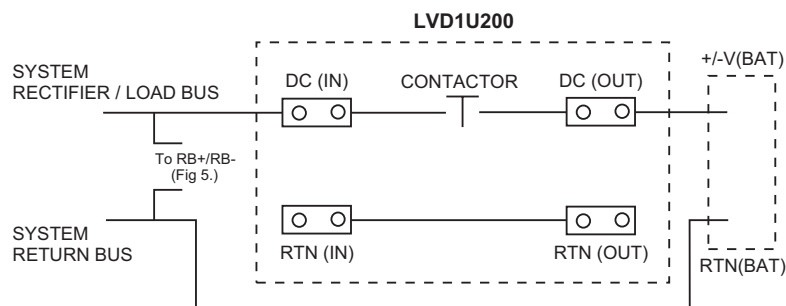 LVD1U200
SYSTEM
RECTIFIER / LOAD BUS
DC (IN)
CONTACTOR
DC (OUT)
+/-V(BAT)
To RB+/RB-
(Fig 5.)
SYSTEM
RETURN BUS
RTN (IN)
RTN (OUT)
RTN(BAT)